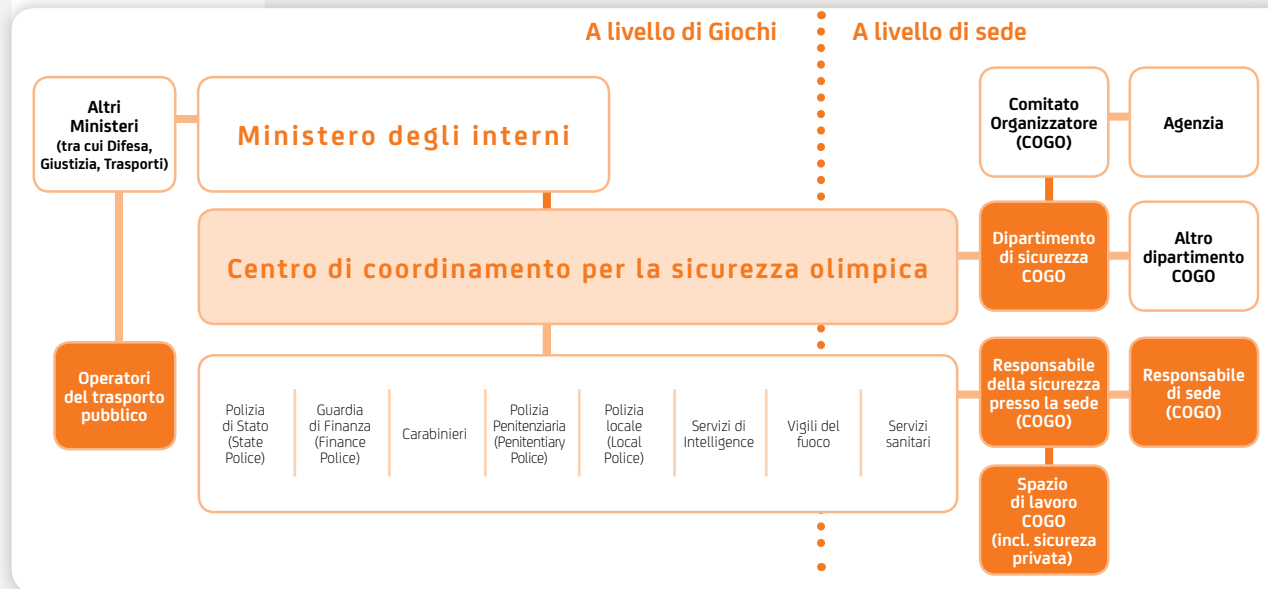 A livello di Giochi
A livello di sede
Altri
Ministeri
(tra cui Difesa,
Giustizia, Trasporti)
Ministero degli interni
Comitato
Organizzatore
(COGO)
Agenzia
Centro di coordinamento per la sicurezza olimpica
Dipartimento
di sicurezza
COGO
Altro
dipartimento
COGO
Operatori
del trasporto
pubblico
Polizia
di Stato
(State
Police)
Guardia
di Finanza
(Finance
Police)
Carabinieri
Polizia
Penitenziaria
(Penitentiary
Police)
Polizia
locale
(Local
Police)
Servizi di
Intelligence
Vigili del
fuoco
Servizi
sanitari
Responsabile
della sicurezza
presso la sede
(COGO)
Responsabile
di sede
(COGO)
Spazio
di lavoro
COGO
(incl. sicureza
privata)